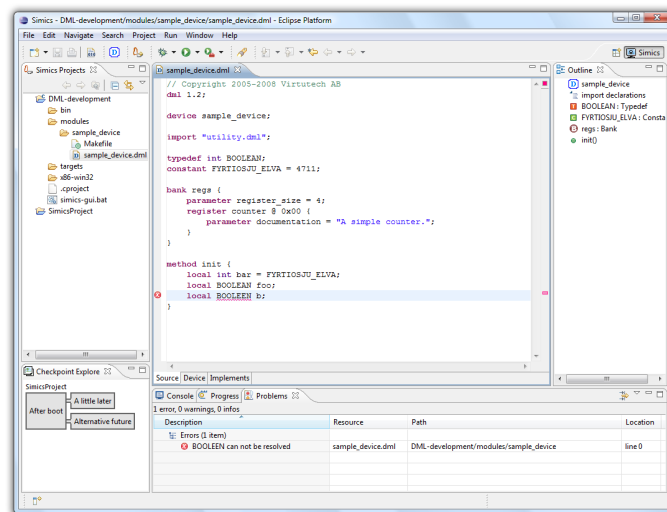 Simics - DML-development/modules/sample_device/sample_device.dml - Eclipse Platform
File Edit Navigate Search Project Run Window Help
Simics
Simics Projects
DML-development
bin
modules
sample_device
Makefile
sample_device.dml
targets
x86-win32
.cproject
simics-gui.bat
SimicsProject
sample_device.dml
// Copyright 2005-2008 Virtutech AB
dml 1.2;
device sample_device;
import "utility.dml";
typedef int BOOLEAN;
constant FYRTIOSJU_ELVA = 4711;
bank regs {
parameter register_size = 4;
register counter @ 0x00 {
parameter documentation = "A simple counter.";
}
}
method init {
local int bar = FYRTIOSJU_ELVA;
local BOOLEAN foo;
local BOOLEEN b;
}
Source Device Implements
Outline
sample_device
import declarations
BOOLEAN : Typedef
FYRTIOSJU_ELVA : Consta
regs : Bank
init()
Checkpoint Explore
SimicsProject
After boot
A little later
Alternative future
Console Progress Problems
1 error, 0 warnings, 0 infos
Description Resource Path Location
Errors (1 item)
BOOLEEN can not be resolved sample_device.dml DML-development/modules/sample_device line 0